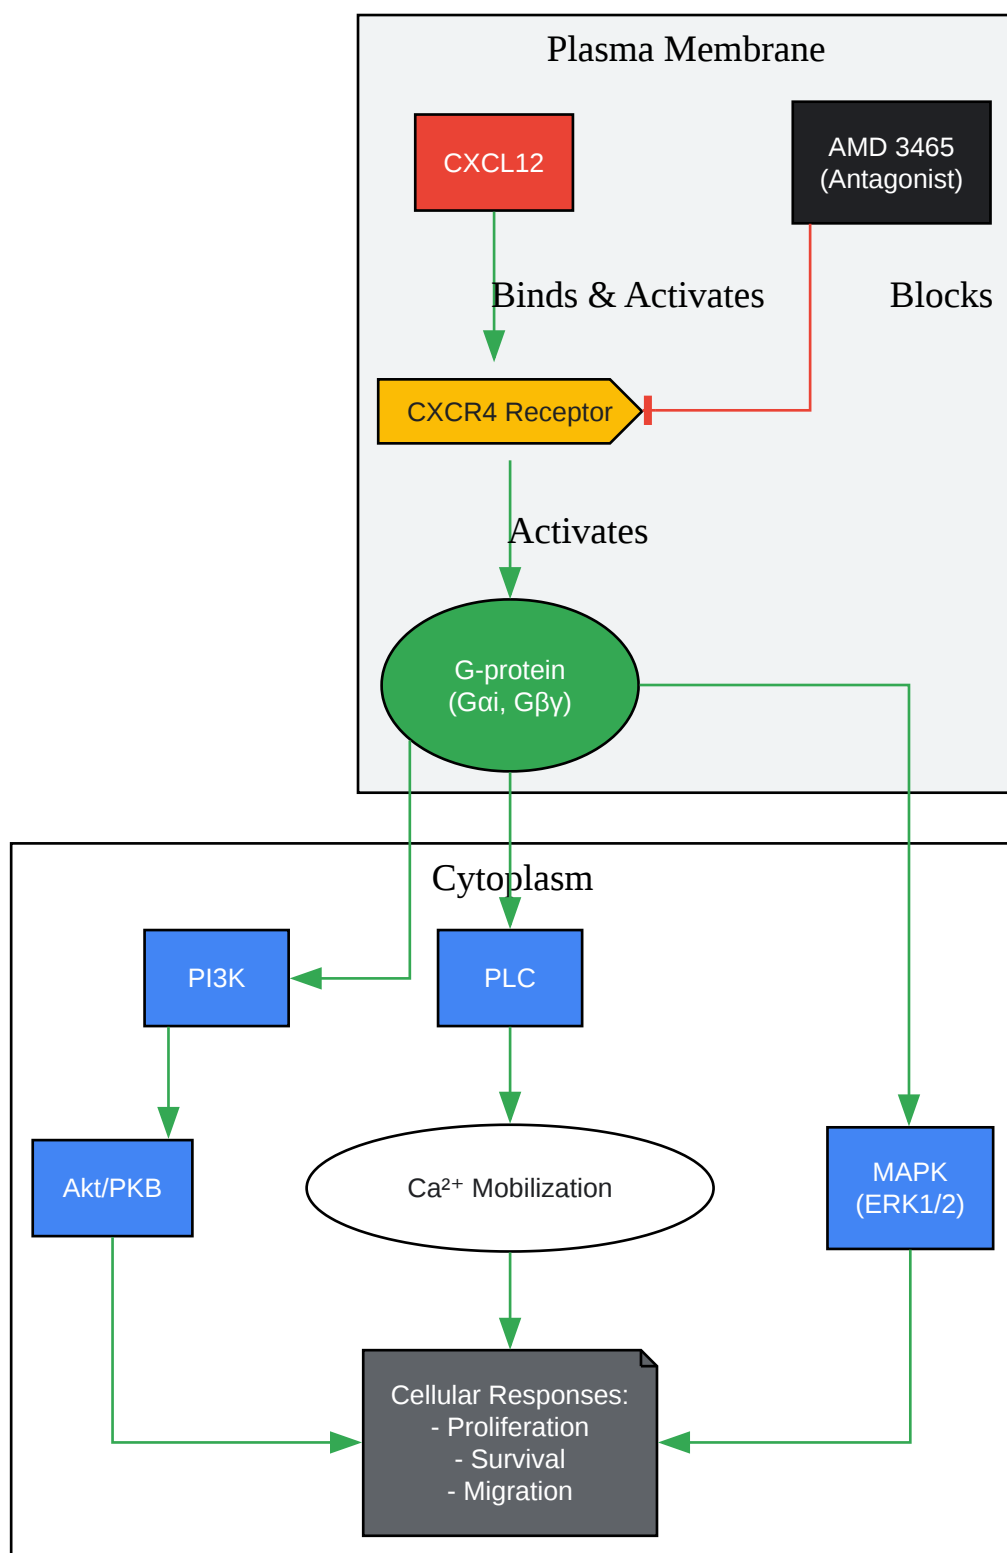 Plasma Membrane
CXCL12
AMD 3465
(Antagonist)
Binds & Activates
Blocks
CXCR4 Receptor
Activates
G-protein
(Gαi, Gβγ)
Cytoplasm
PI3K
PLC
Akt/PKB
Ca²⁺ Mobilization
MAPK
(ERK1/2)
Cellular Responses:
- Proliferation
- Survival
- Migration